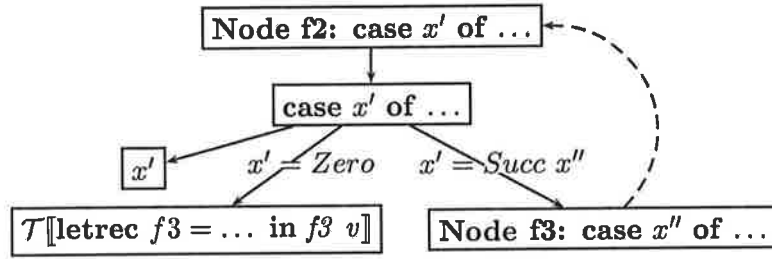 Node f2: case x′ of …
case x′ of …
x′
x′ = Zero
x′ = Succ x″
𝒯⟦letrec f3 = … in f3 v⟧
Node f3: case x″ of …